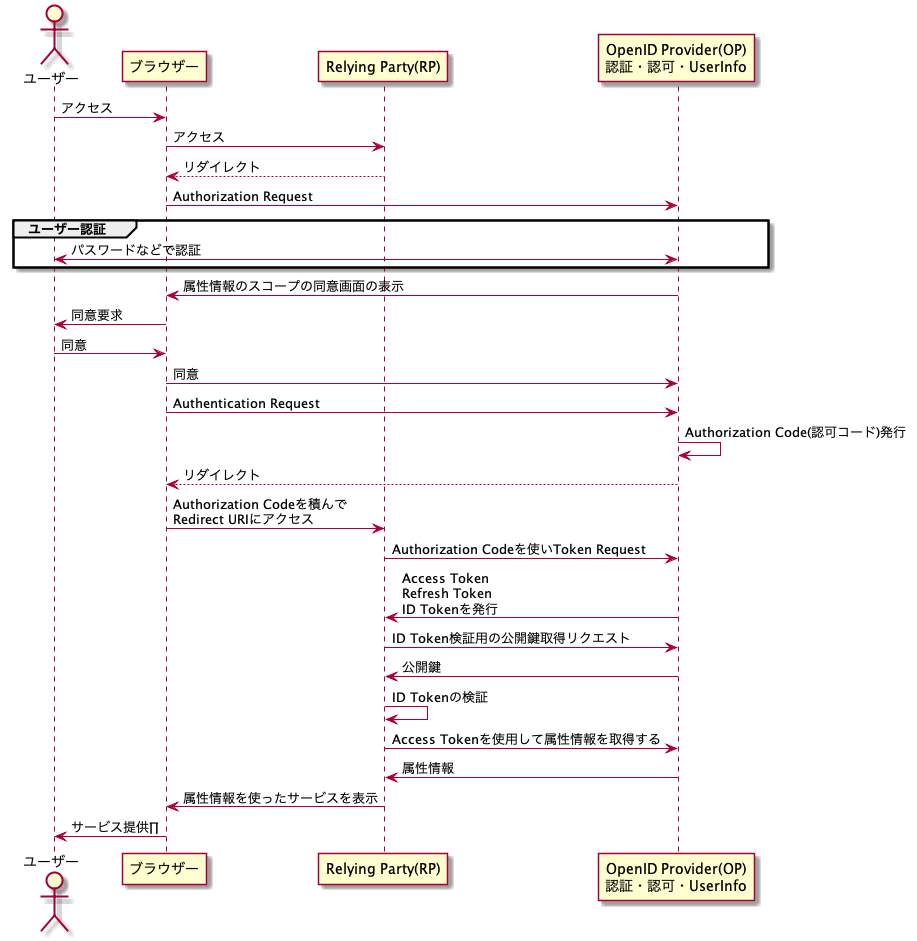 ユーザー
ブラウザー
Relying Party(RP)
OpenID Provider(OP)
認証・認可・UserInfo
アクセス
アクセス
リダイレクト
Authorization Request
ユーザー認証
パスワードなどで認証
属性情報のスコープの同意画面の表示
同意要求
同意
同意
Authentication Request
Authorization Code(認可コード)発行
リダイレクト
Authorization Codeを積んで
Redirect URIにアクセス
Authorization Codeを使いToken Request
Access Token
Refresh Token
ID Tokenを発行
ID Token検証用の公開鍵取得リクエスト
公開鍵
ID Tokenの検証
Access Tokenを使用して属性情報を取得する
属性情報
属性情報を使ったサービスを表示
サービス提供∏
ユーザー
ブラウザー
Relying Party(RP)
OpenID Provider(OP)
認証・認可・UserInfo